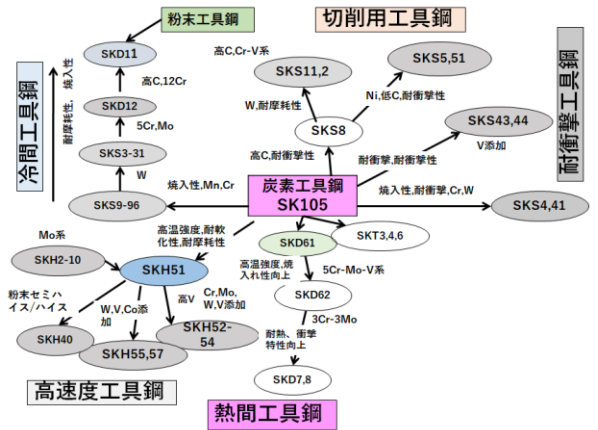 粉末工具鋼
切削用工具鋼
SKD11
冷間工具鋼
耐摩耗性、焼入性
高C,12Cr
SKD12
5Cr,Mo
SKS3-31
W
SKS9-96
焼入性,Mn,Cr
高C,Cr-V系
SKS11,2
W,耐摩耗性
SKS8
高C,耐衝撃性
SKS5,51
Ni,低C,耐衝撃性
SKS43,44
V添加
耐衝撃,耐衝撃性
耐衝撃工具鋼
炭素工具鋼
SK105
焼入性,耐衝撃,Cr,W
SKS4,41
高温強度,耐軟
化性,耐摩耗性
SKD61
SKT3,4,6
Mo系
SKH2-10
SKH51
高温強度,焼
入れ性向上
5Cr-Mo-V系
SKD62
粉末セミハ
イス/ハイス
W,V,Co添
加
高V
Cr,Mo,
W,V添加
SKH40
SKH55,57
SKH52-
54
3Cr-3Mo
耐熱、衝撃
特性向上
SKD7,8
高速度工具鋼
熱間工具鋼